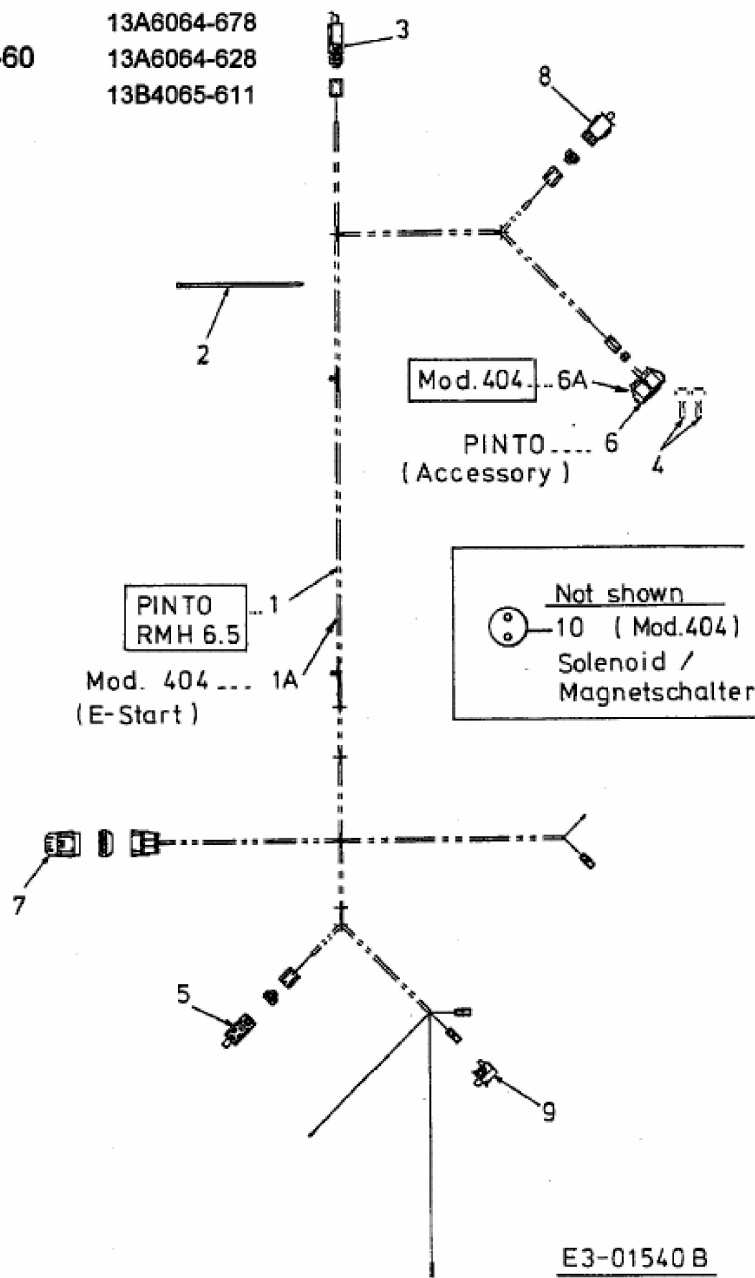 13A6064-678
-60 13A6064-628
13B4065-611
3
8
2
Mod.404...6A
PINTO.... 6
(Accessory)
4
PINTO ...1
RMH 6.5
Mod. 404 ... 1A
(E-Start)
Not shown
10 (Mod.404)
Solenoid /
Magnetschalter
7
5
9
E3-01540 B